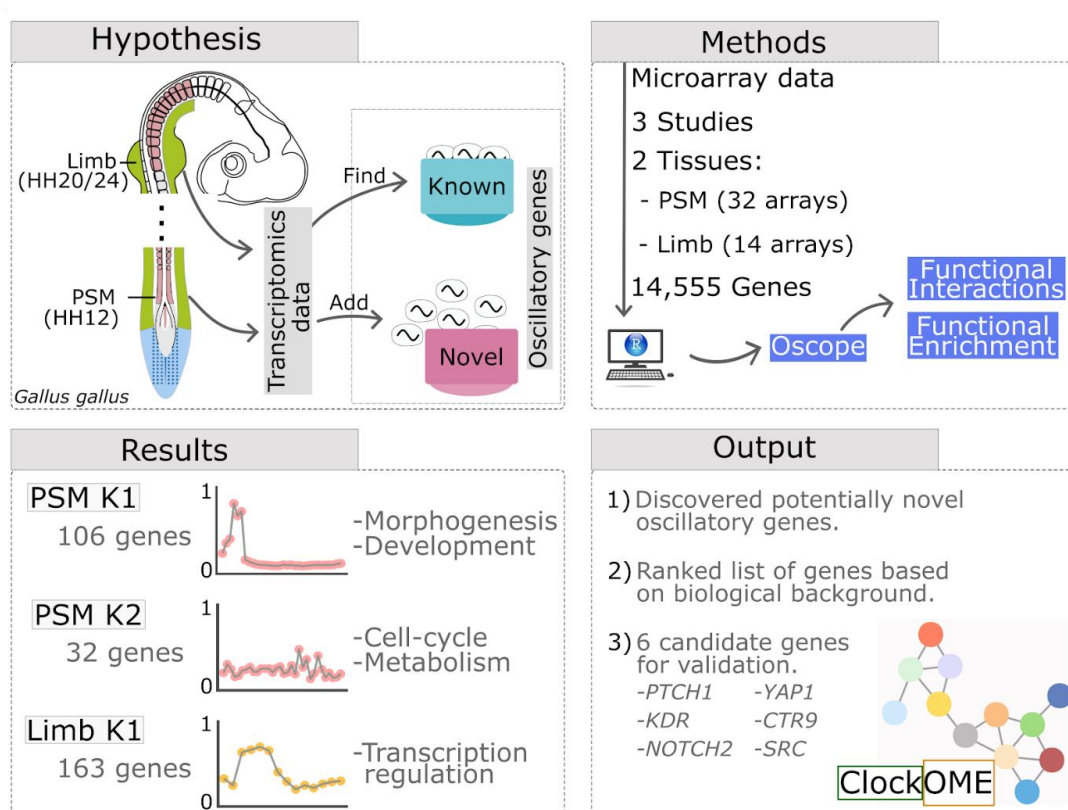 Hypothesis
Limb
(HH20/24)
PSM
(HH12)
Gallus gallus
Transcriptomics
data
Find
Add
Known
Novel
Oscillatory genes
Methods
Microarray data
3 Studies
2 Tissues:
- PSM (32 arrays)
- Limb (14 arrays)
14,555 Genes
R
Oscope
Functional
Interactions
Functional
Enrichment
Results
PSM K1
106 genes
1
0
-Morphogenesis
-Development
PSM K2
32 genes
1
0
-Cell-cycle
-Metabolism
Limb K1
163 genes
1
0
-Transcription
regulation
Output
1) Discovered potentially novel
oscillatory genes.
2) Ranked list of genes based
on biological background.
3) 6 candidate genes
for validation.
-PTCH1 -YAP1
-KDR -CTR9
-NOTCH2 -SRC
ClockOME